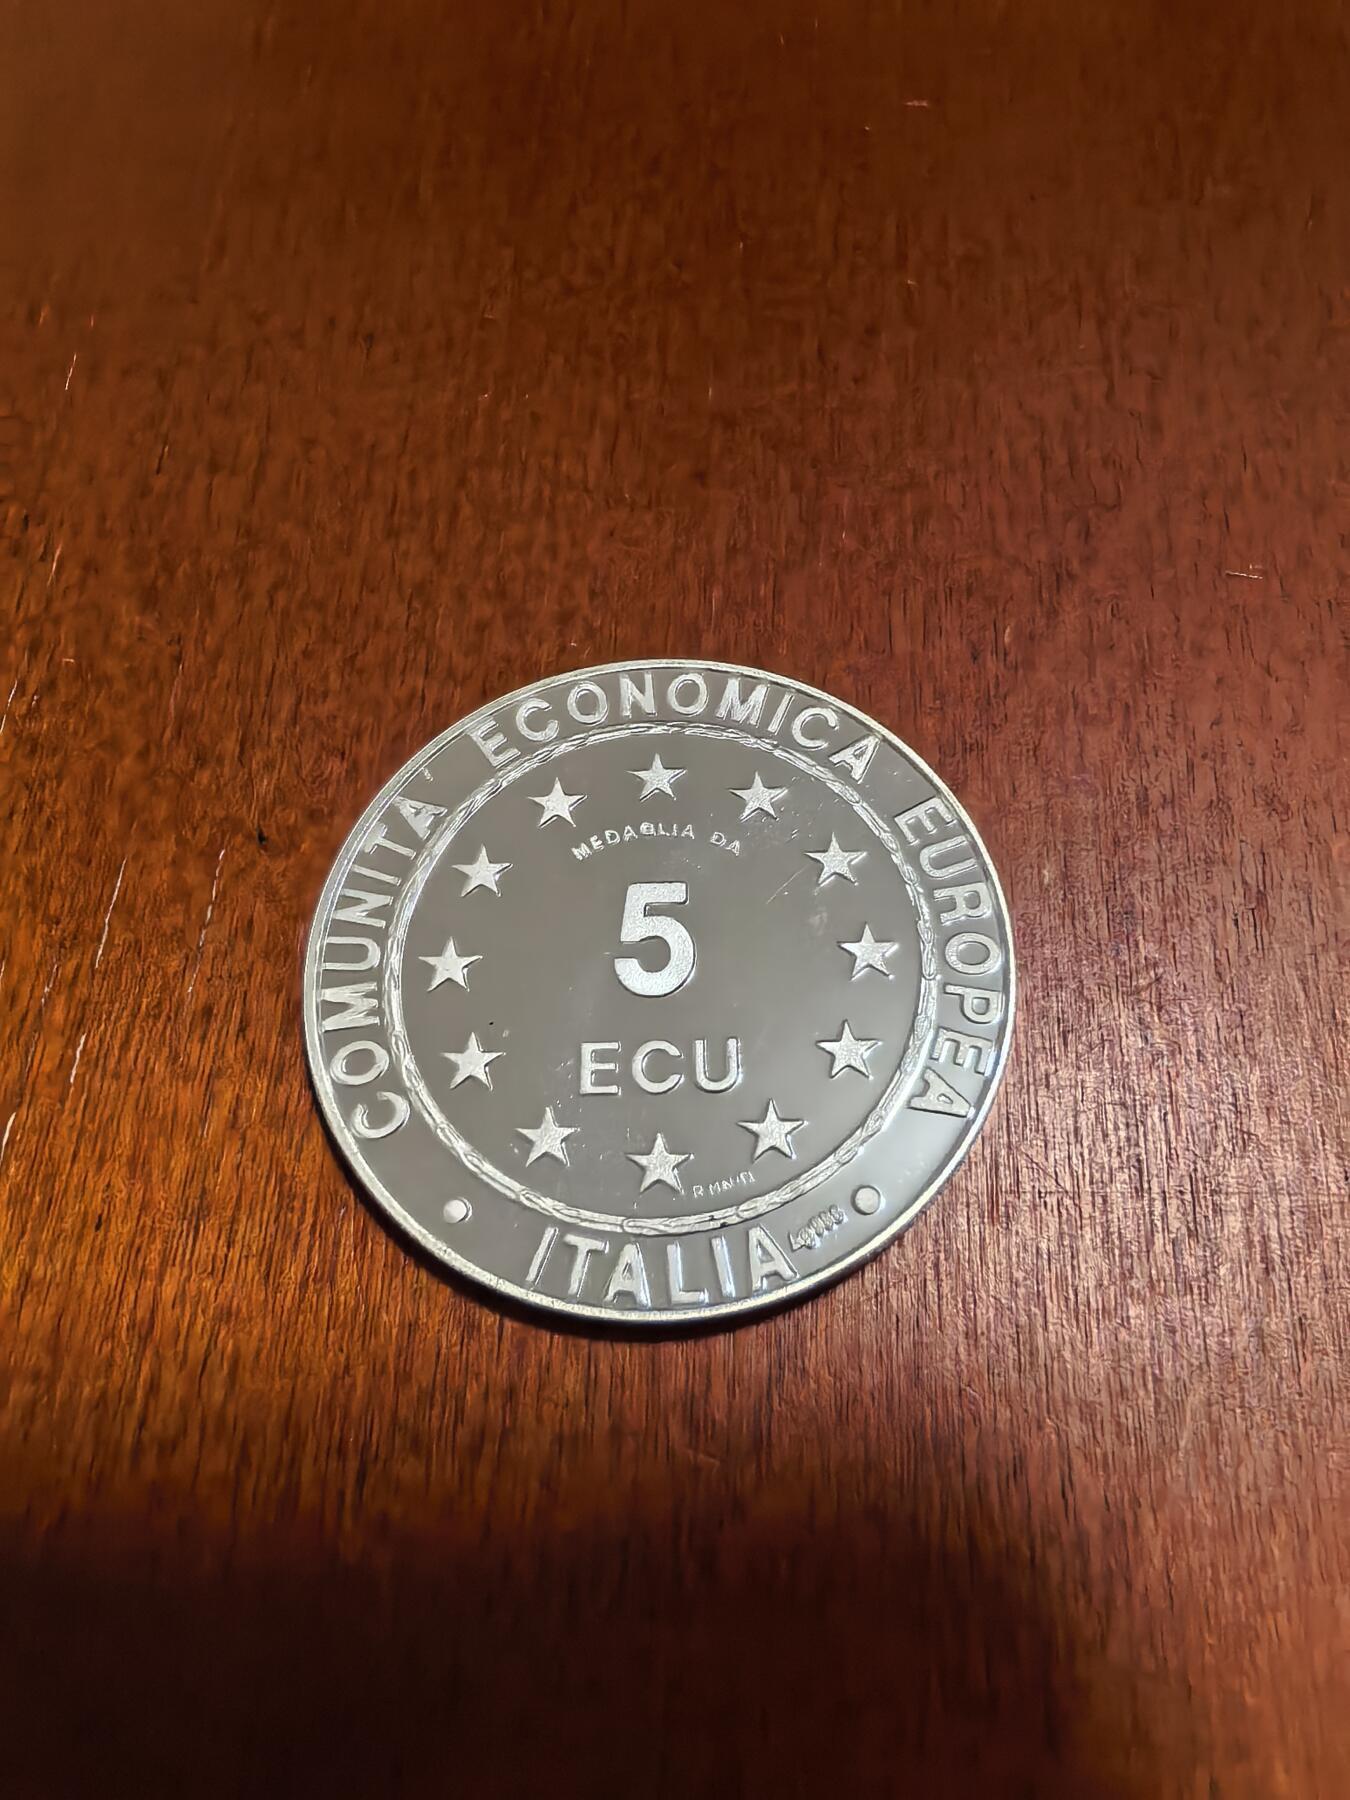 COMUNITA' ECONOMICA EUROPEA
MEDAGLIA DA
5
ECU
ITALIA